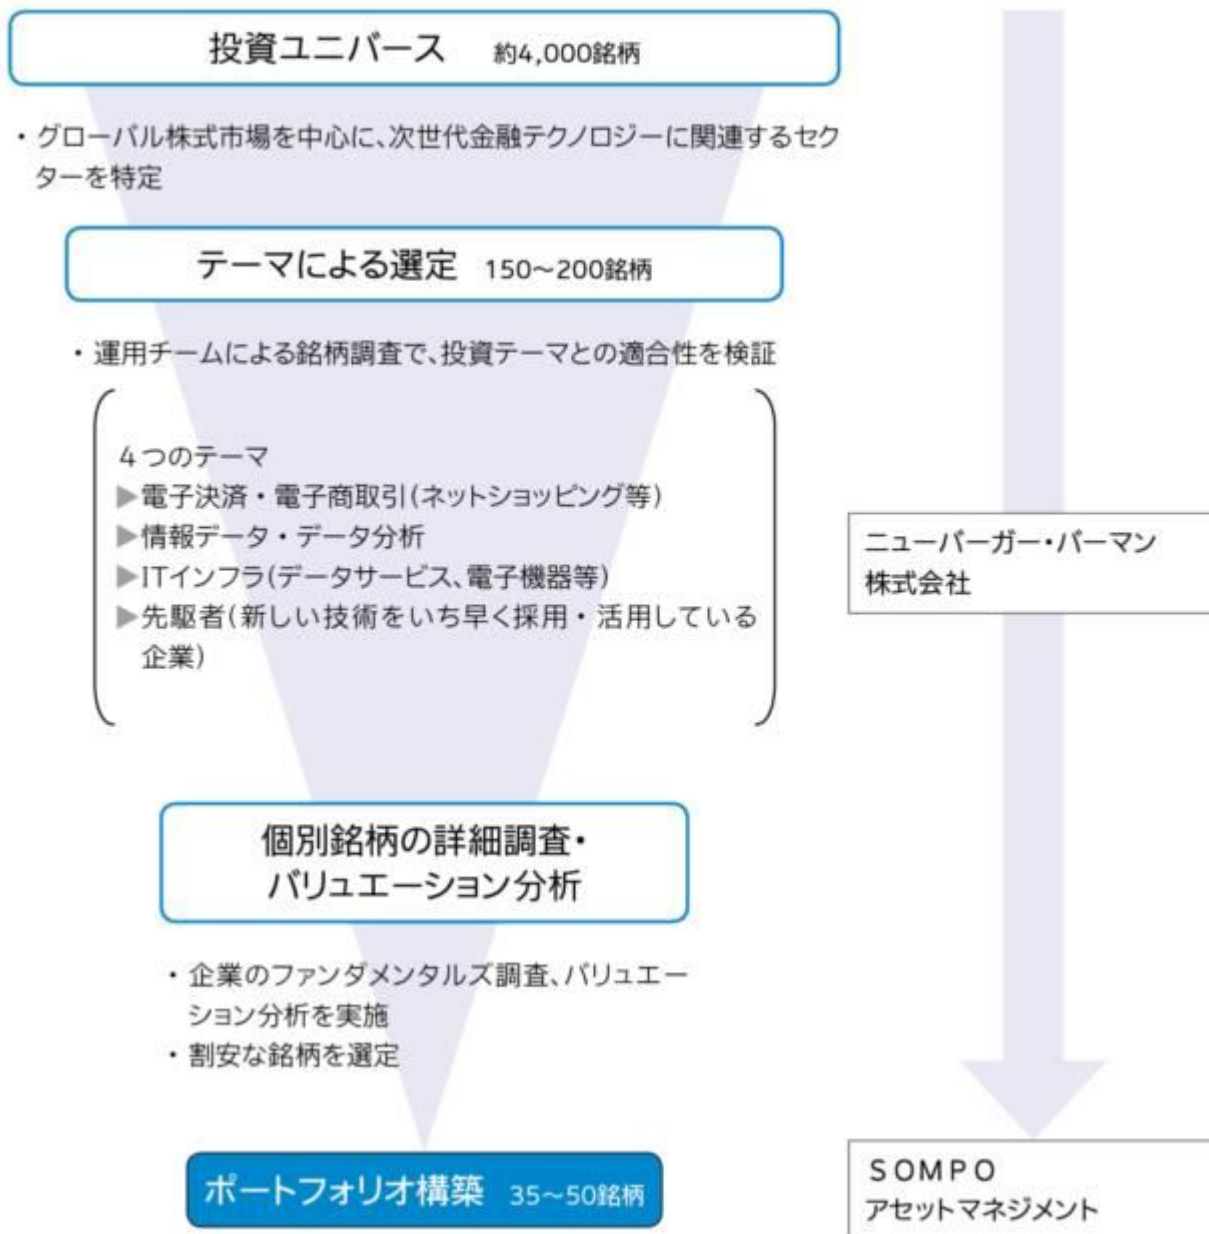 投資ユニバース 約4,000銘柄
・グローバル株式市場を中心に、次世代金融テクノロジーに関連するセク
ターを特定
テーマによる選定 150～200銘柄
・運用チームによる銘柄調査で、投資テーマとの適合性を検証
４つのテーマ
▶電子決済・電子商取引(ネットショッピング等)
▶情報データ・データ分析
▶ITインフラ(データサービス、電子機器等)
▶先駆者(新しい技術をいち早く採用・活用している
企業)
ニューバーガー・バーマン
株式会社
個別銘柄の詳細調査・
バリュエーション分析
・企業のファンダメンタルズ調査、バリュエー
ション分析を実施
・割安な銘柄を選定
ポートフォリオ構築 35～50銘柄
ＳＯＭＰＯ
アセットマネジメント